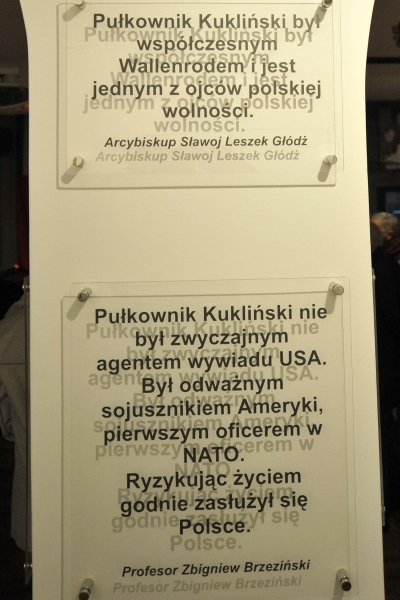 Pułkownik Kukliński był
współczesnym
Wallenrodem i jest
jednym z ojców polskiej
wolności.
Arcybiskup Sławoj Leszek Głódź
Pułkownik Kukliński nie
był zwyczajnym
agentem wywiadu USA.
Był odważnym
sojusznikiem Ameryki,
pierwszym oficerem w
NATO.
Ryzykując życiem
godnie zasłużył się
Polsce.
Profesor Zbigniew Brzeziński